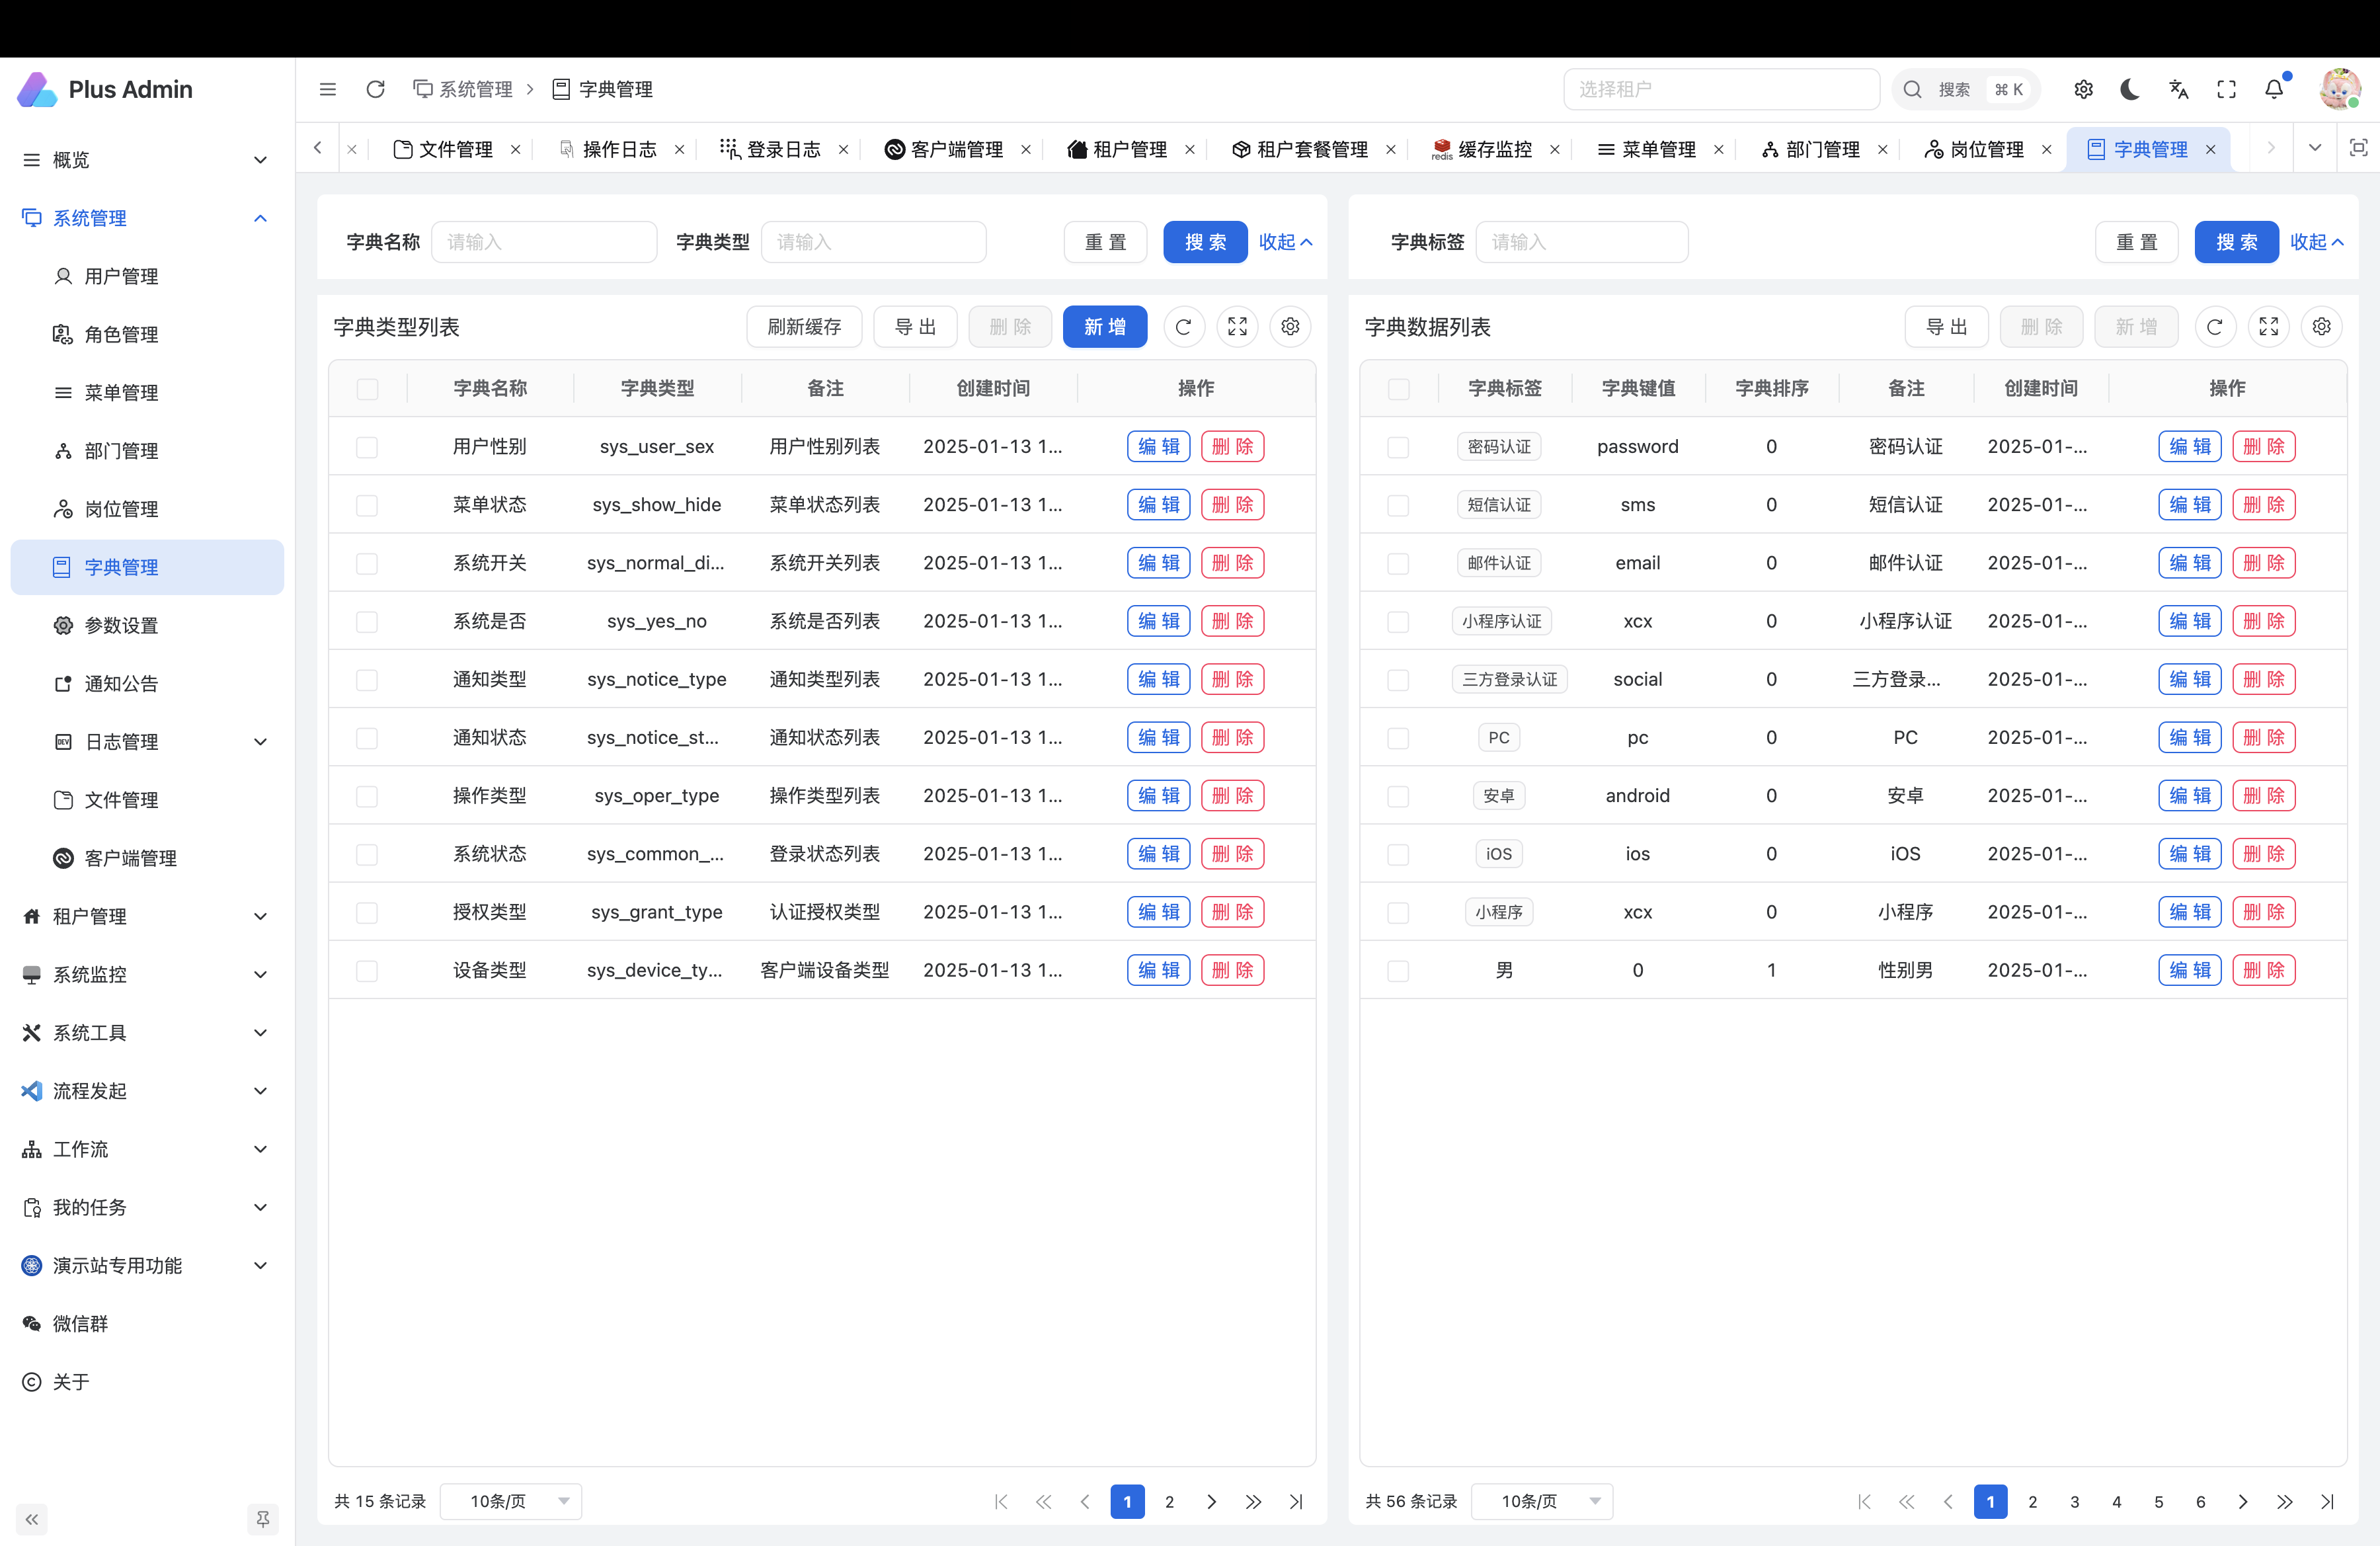 Plus Admin
系统管理 > 字典管理
选择租户
搜索 ⌘ K
文件管理 操作日志 登录日志 客户端管理 租户管理 租户套餐管理 redis 缓存监控 菜单管理 部门管理 岗位管理 字典管理
概览
系统管理
用户管理
角色管理
菜单管理
部门管理
岗位管理
字典管理
参数设置
通知公告
DEV 日志管理
文件管理
客户端管理
租户管理
系统监控
系统工具
流程发起
工作流
我的任务
演示站专用功能
微信群
关于
字典名称 请输入 字典类型 请输入 重 置 搜 索 收起
字典类型列表 刷新缓存 导 出 删 除 新 增
字典名称 字典类型 备注 创建时间 操作
用户性别 sys_user_sex 用户性别列表 2025-01-13 1... 编 辑 删 除
菜单状态 sys_show_hide 菜单状态列表 2025-01-13 1... 编 辑 删 除
系统开关 sys_normal_di... 系统开关列表 2025-01-13 1... 编 辑 删 除
系统是否 sys_yes_no 系统是否列表 2025-01-13 1... 编 辑 删 除
通知类型 sys_notice_type 通知类型列表 2025-01-13 1... 编 辑 删 除
通知状态 sys_notice_st... 通知状态列表 2025-01-13 1... 编 辑 删 除
操作类型 sys_oper_type 操作类型列表 2025-01-13 1... 编 辑 删 除
系统状态 sys_common_... 登录状态列表 2025-01-13 1... 编 辑 删 除
授权类型 sys_grant_type 认证授权类型 2025-01-13 1... 编 辑 删 除
设备类型 sys_device_ty... 客户端设备类型 2025-01-13 1... 编 辑 删 除
共 15 条记录 10条/页 1 2
字典标签 请输入 重 置 搜 索 收起
字典数据列表 导 出 删 除 新 增
字典标签 字典键值 字典排序 备注 创建时间 操作
密码认证 password 0 密码认证 2025-01-... 编 辑 删 除
短信认证 sms 0 短信认证 2025-01-... 编 辑 删 除
邮件认证 email 0 邮件认证 2025-01-... 编 辑 删 除
小程序认证 xcx 0 小程序认证 2025-01-... 编 辑 删 除
三方登录认证 social 0 三方登录... 2025-01-... 编 辑 删 除
PC pc 0 PC 2025-01-... 编 辑 删 除
安卓 android 0 安卓 2025-01-... 编 辑 删 除
iOS ios 0 iOS 2025-01-... 编 辑 删 除
小程序 xcx 0 小程序 2025-01-... 编 辑 删 除
男 0 1 性别男 2025-01-... 编 辑 删 除
共 56 条记录 10条/页 1 2 3 4 5 6